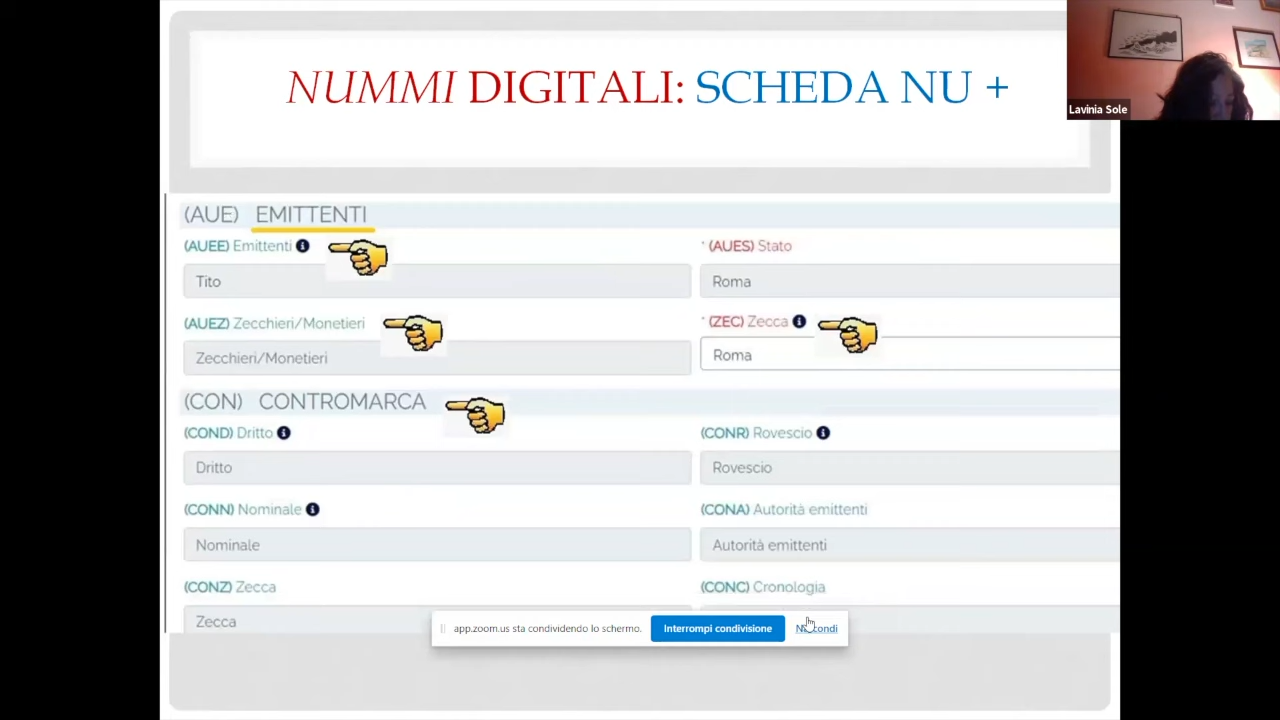 NUMMI DIGITALI: SCHEDA NU +
Lavinia Sole
(AUE) EMITTENTI
(AUEE) Emittenti
* (AUES) Stato
Tito
Roma
(AUEZ) Zecchieri/Monetieri
* (ZEC) Zecca
Zecchieri/Monetieri
Roma
(CON) CONTROMARCA
(COND) Dritto
(CONR) Rovescio
Dritto
Rovescio
(CONN) Nominale
(CONA) Autorità emittenti
Nominale
Autorità emittenti
(CONZ) Zecca
(CONC) Cronologia
Zecca
app.zoom.us sta condividendo lo schermo.
Interrompi condivisione